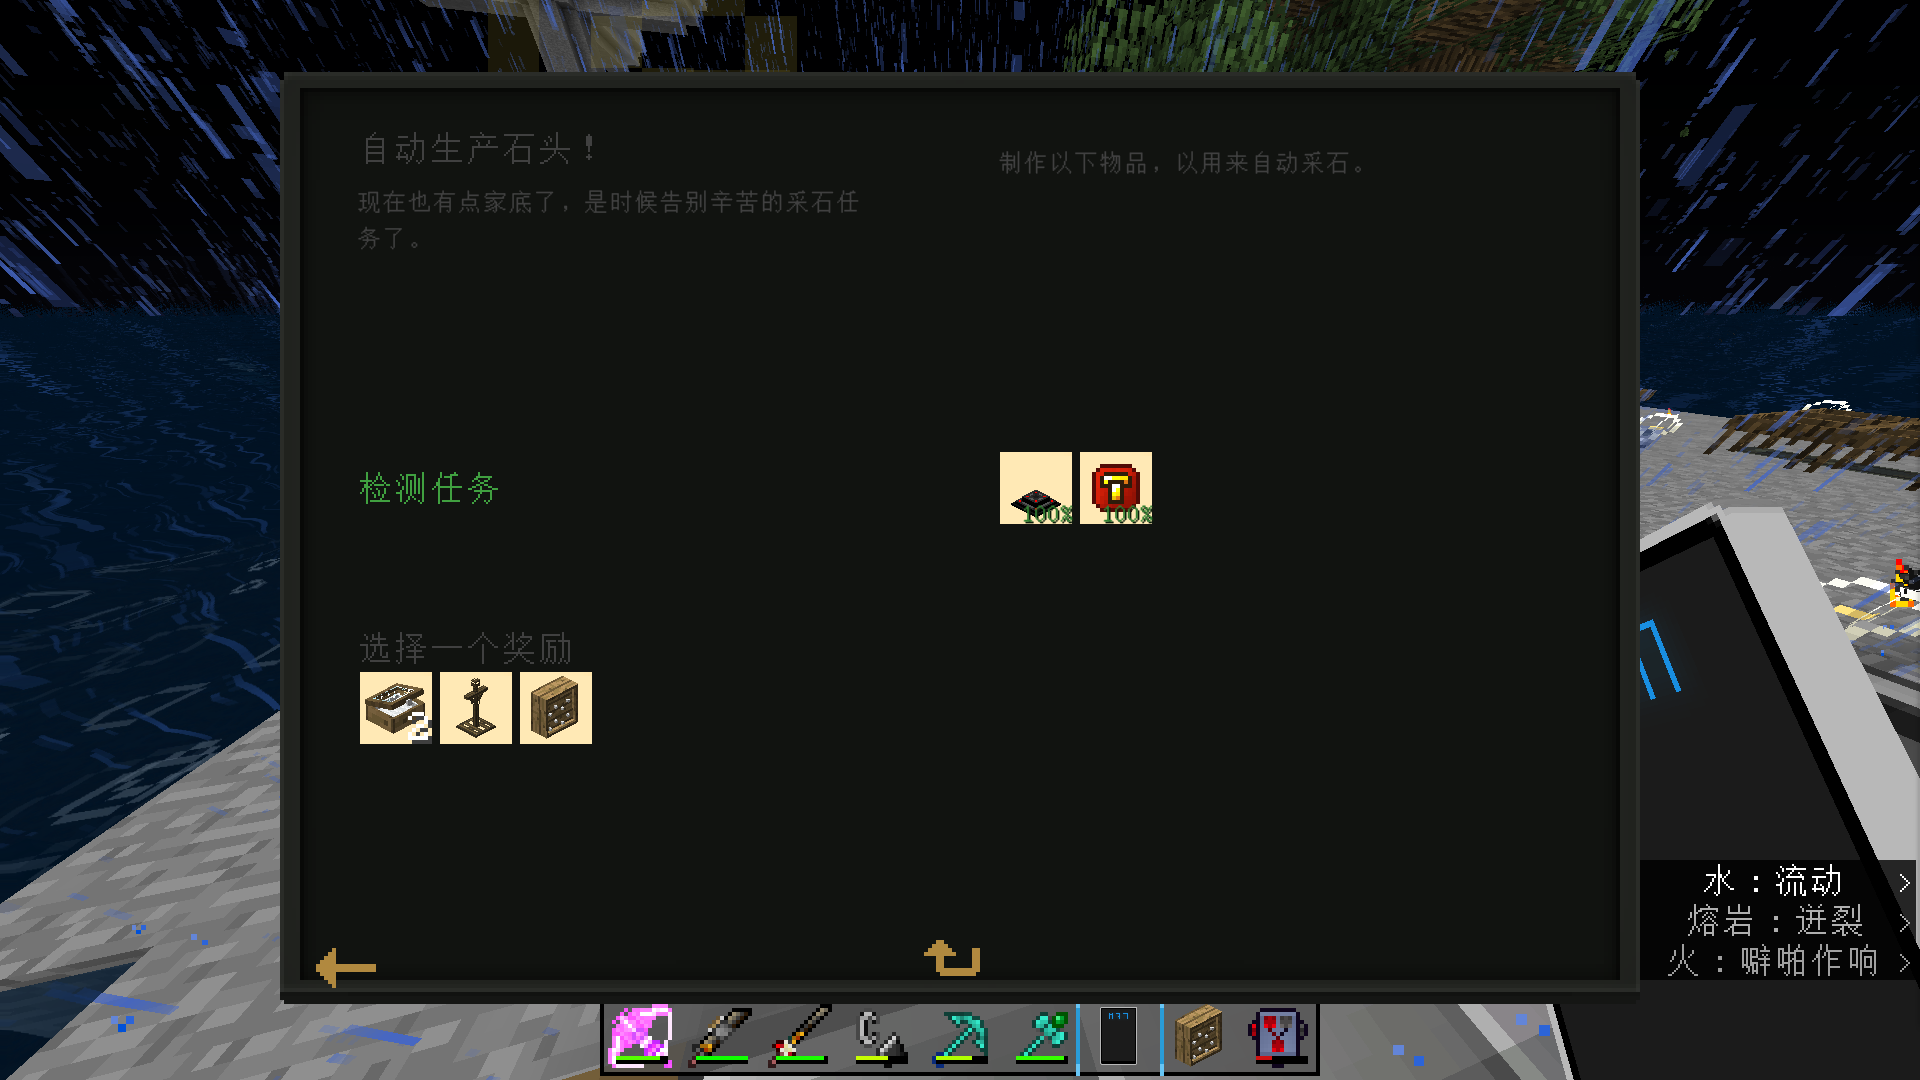 自动生产石头！
现在也有点家底了，是时候告别辛苦的采石任
务了。
制作以下物品，以用来自动采石。
检测任务
100%
100%
选择一个奖励
水：流动 >
熔岩：迸裂 >
火：噼啪作响 >